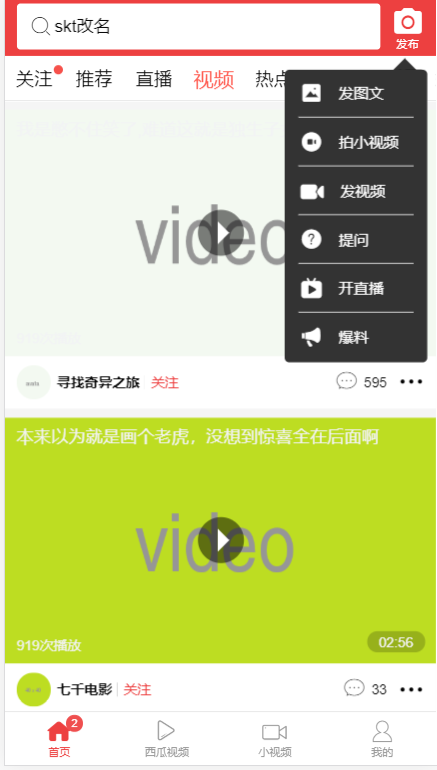 skt改名
发布
关注
推荐
直播
视频
热点
发图文
拍小视频
发视频
提问
开直播
爆料
video
寻找奇异之旅
关注
595
本来以为就是画个老虎，没想到惊喜全在后面啊
video
919次播放
02:56
七千电影
关注
33
2
首页
西瓜视频
小视频
我的